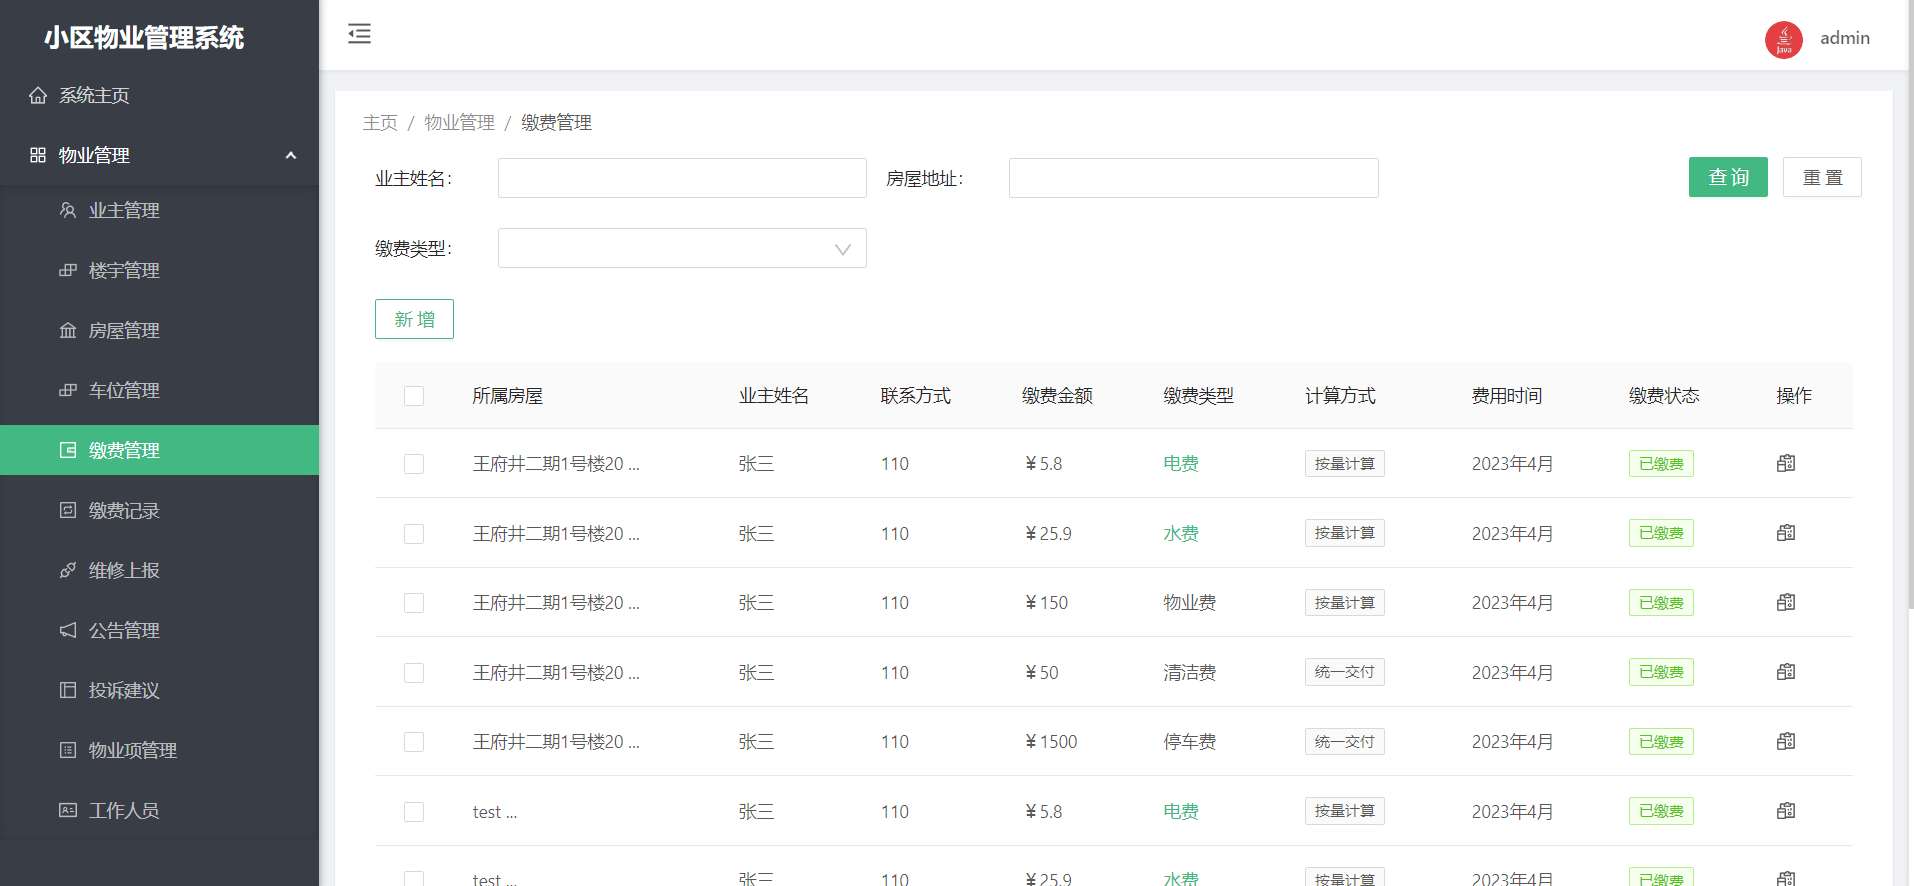 小区物业管理系统
系统主页
物业管理
业主管理
楼宇管理
房屋管理
车位管理
缴费管理
缴费记录
维修上报
公告管理
投诉建议
物业项管理
工作人员
Java
admin
主页 / 物业管理 / 缴费管理
业主姓名: 房屋地址: 查询 重置
缴费类型:
新增
所属房屋 业主姓名 联系方式 缴费金额 缴费类型 计算方式 费用时间 缴费状态 操作
王府井二期1号楼20 ... 张三 110 ¥5.8 电费 按量计算 2023年4月 已缴费
王府井二期1号楼20 ... 张三 110 ¥25.9 水费 按量计算 2023年4月 已缴费
王府井二期1号楼20 ... 张三 110 ¥150 物业费 按量计算 2023年4月 已缴费
王府井二期1号楼20 ... 张三 110 ¥50 清洁费 统一交付 2023年4月 已缴费
王府井二期1号楼20 ... 张三 110 ¥1500 停车费 统一交付 2023年4月 已缴费
test ... 张三 110 ¥5.8 电费 按量计算 2023年4月 已缴费
test ... 张三 110 ¥25.9 水费 按量计算 2023年4月 已缴费